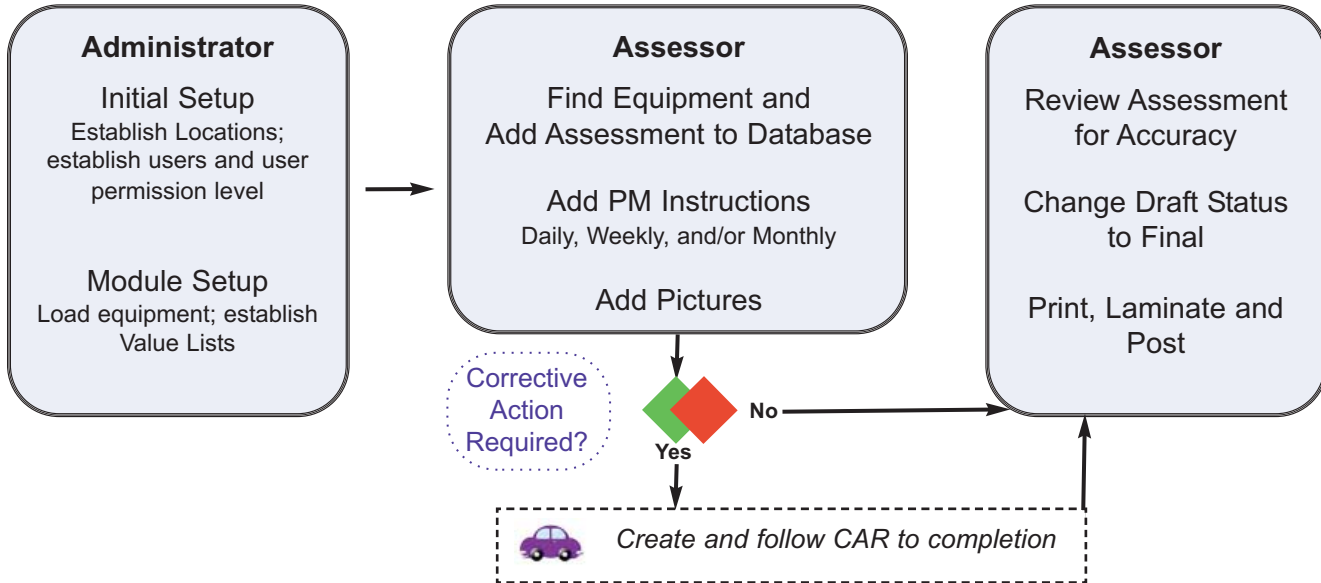 Administrator
Initial Setup
Establish Locations;
establish users and user
permission level
Module Setup
Load equipment; establish
Value Lists
Assessor
Find Equipment and
Add Assessment to Database
Add PM Instructions
Daily, Weekly, and/or Monthly
Add Pictures
Corrective
Action
Required?
No
Yes
Create and follow CAR to completion
Assessor
Review Assessment
for Accuracy
Change Draft Status
to Final
Print, Laminate and
Post